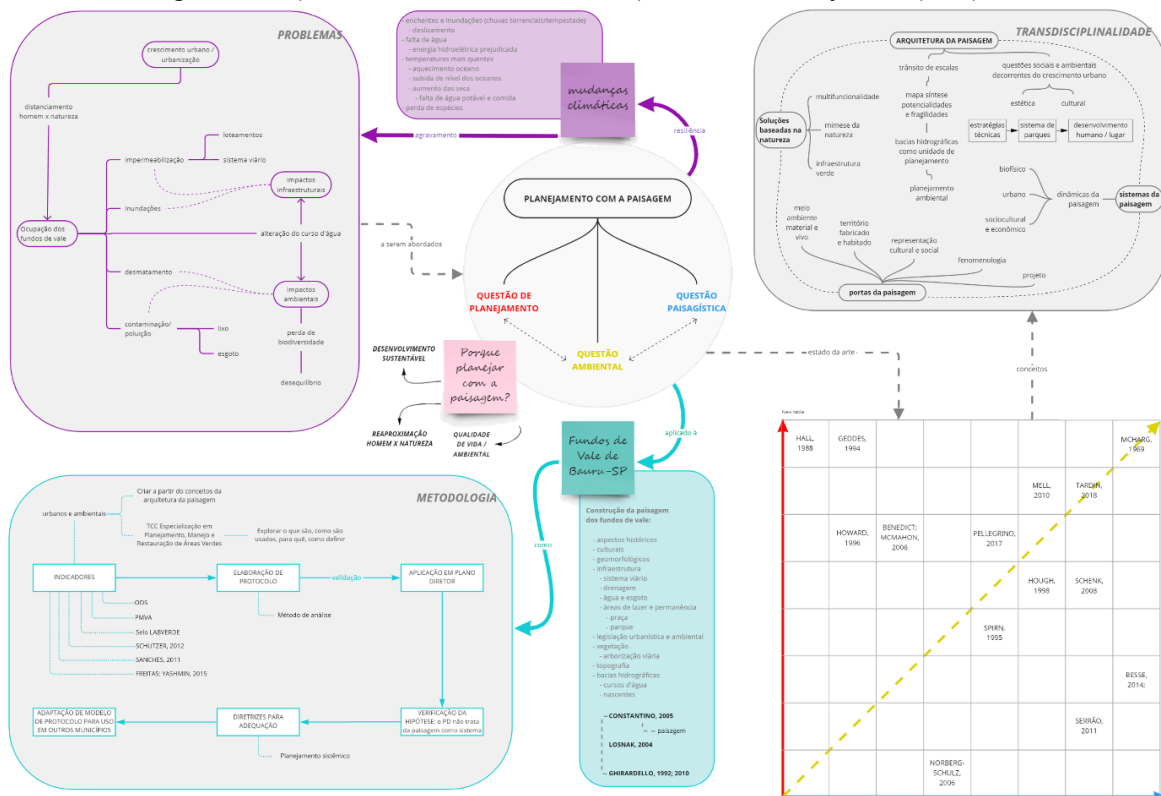 PROBLEMAS
crescimento urbano /
urbanização
distanciamento
homem x natureza
loteamentos
impermeabilização
sistema viário
impactos
infraestruturais
inundações
Ocupação dos
fundos de vale
alteração do curso d'água
desmatamento
impactos
ambientais
contaminação/
poluição
lixo
esgoto
perda de
biodiversidade
desequilíbrio
- enchentes e inundações (chuvas torrenciais/tempestade)
- deslizamento
- falta de água
- energia hidroelétrica prejudicada
- temperaturas mais quentes
- aquecimento oceano
- subida de nível dos oceanos
- aumento das seca
- falta de água potável e comida
- perda de espécies
mudanças
climáticas
agravamento
resiliência
PLANEJAMENTO COM A PAISAGEM
a serem abordados
QUESTÃO DE
PLANEJAMENTO
QUESTÃO
PAISAGÍSTICA
QUESTÃO
AMBIENTAL
DESENVOLVIMENTO
SUSTENTÁVEL
Porque
planejar
com a
paisagem?
REAPROXIMAÇÃO
HOMEM X NATUREZA
QUALIDADE
DE VIDA /
AMBIENTAL
aplicado à
Fundos de
Vale de
Bauru-SP
como
estado da arte
conceitos
TRANSDISCIPLINALIDADE
ARQUITETURA DA PAISAGEM
trânsito de escalas
questões sociais e ambientais
decorrentes do crescimento urbano
multifuncionalidade
mapa síntese
potencialidades
e fragilidades
estética
cultural
Soluções
baseadas na
natureza
mimese da
natureza
estratégias
técnicas
sistema de
parques
desenvolvimento
humano / lugar
bacias hidrográficas
como unidade de
planejamento
infraestrutura
verde
biofísico
planejamento
ambiental
urbano
dinâmicas da
paisagem
sistemas da
paisagem
meio
ambiente
material e
vivo
território
fabricado
e habitado
sociocultural
e econômico
representação
cultural e social
fenomenologia
projeto
portas da paisagem
METODOLOGIA
Criar a partir do conceitos da
arquitetura da paisagem
urbanos e ambientais
TCC Especialização em
Planejamento, Manejo e
Restauração de Áreas Verdes
Explorar o que são, como são
usados, para quê, como definir
INDICADORES
ELABORAÇÃO DE
PROTOCOLO
validação
APLICAÇÃO EM PLANO
DIRETOR
ODS
PMVA
Selo LABVERDE
SCHUTZER, 2012
SANCHES, 2011
FREITAS; YASHMIN, 2015
Método de análise
ADAPTAÇÃO DE MODELO
DE PROTOCOLO PARA USO
EM OUTROS MUNICÍPIOS
DIRETRIZES PARA
ADEQUAÇÃO
VERIFICAÇÃO DA
HIPÓTESE: o PD não trata
da paisagem como sistema
Planejamento sistêmico
Construção da paisagem
dos fundos de vale:
- aspectos históricos
- culturais
- geomorfológicos
- infraestrutura
- sistema viário
- drenagem
- água e esgoto
- áreas de lazer e permanência
- praça
- parque
- legislação urbanística e ambiental
- vegetação
- arborização viária
- topografia
- bacias hidrográficas
- cursos d'água
- nascentes
CONSTANTINO, 2005
paisagem
LOSNAK, 2004
GHIRARDELLO, 1992; 2010
New table
HALL,
1988
GEDDES,
1994
MCHARG,
1969
MELL,
2010
TARDIN,
2018
HOWARD,
1996
BENEDICT;
MCMAHON,
2006
PELLEGRINO,
2017
HOUGH,
1998
SCHENK,
2008
SPIRN,
1995
BESSE,
2014;
SERRÃO,
2011
NORBERG-
SCHULZ,
2006